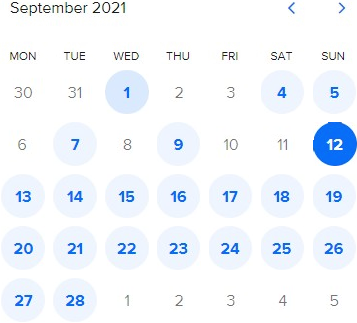 September 2021
MON TUE WED THU FRI SAT SUN
30 31 1 2 3 4 5
6 7 8 9 10 11 12
13 14 15 16 17 18 19
20 21 22 23 24 25 26
27 28 1 2 3 4 5